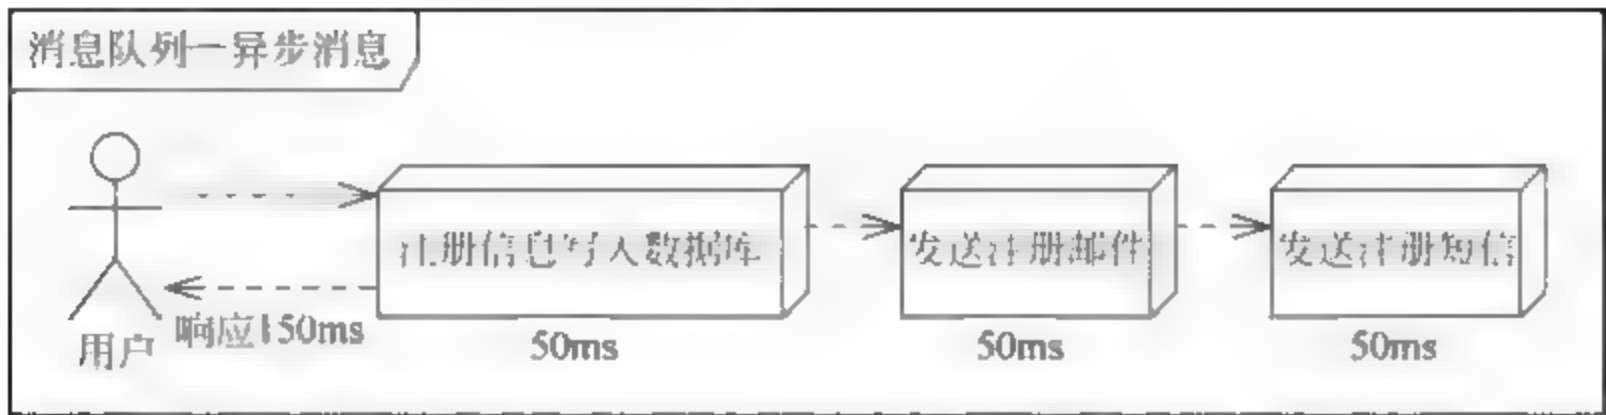 消息队列—异步消息
注册信息写入数据库
发送注册邮件
发送注册短信
响应150ms
用户
50ms
50ms
50ms